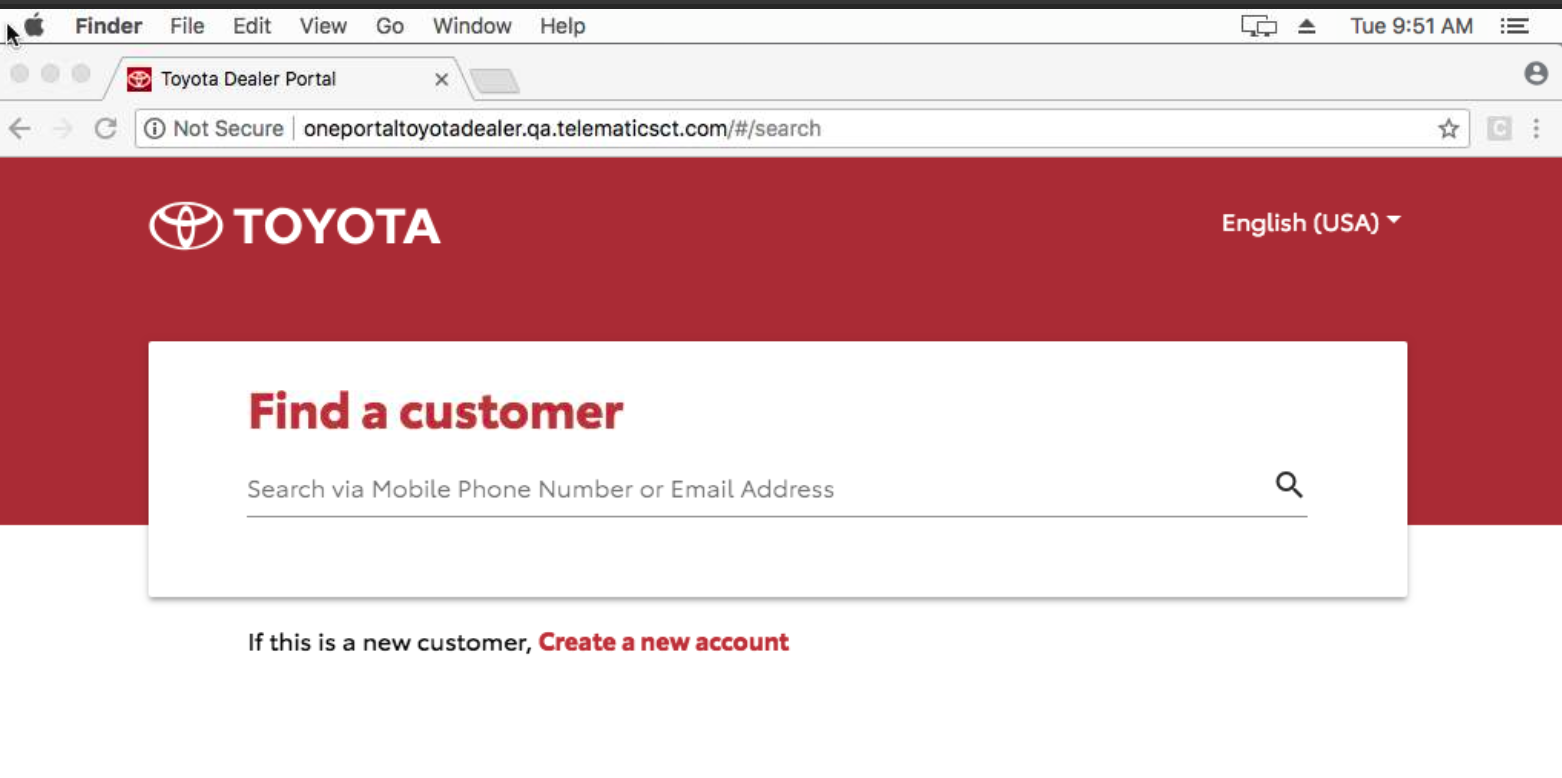 Finder File Edit View Go Window Help Tue 9:51 AM
Toyota Dealer Portal
Not Secure oneportaltoyotadealer.qa.telematicsct.com/#/search
C
TOYOTA
English (USA)
Find a customer
Search via Mobile Phone Number or Email Address
If this is a new customer, Create a new account